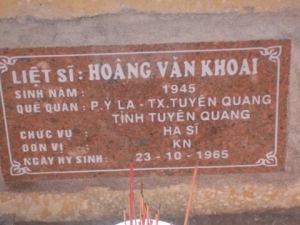 LIỆT SĨ : HOÀNG VĂN KHOAI
SINH NĂM : 1945
QUÊ QUÁN : P.Ỷ LA - TX.TUYÊN QUANG
TỈNH TUYÊN QUANG
CHỨC VỤ : HẠ SĨ
ĐƠN VỊ : KN
NGÀY HY SINH : 23 - 10 - 1965